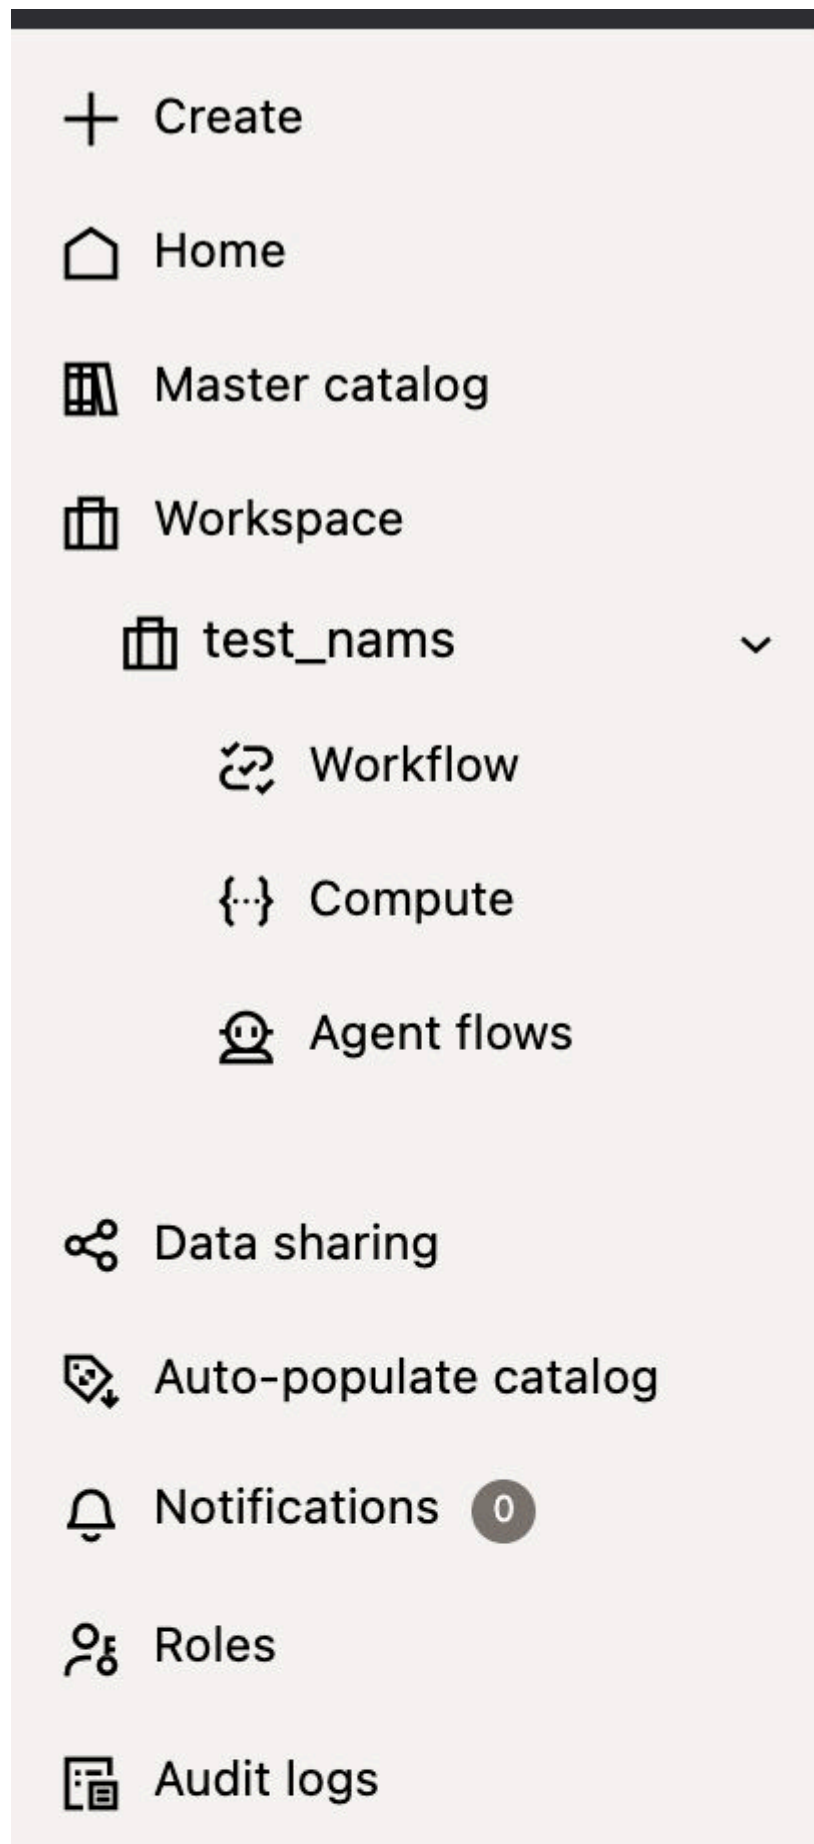 Create
Home
Master catalog
Workspace
test_nams
Workflow
Compute
Agent flows
Data sharing
Auto-populate catalog
Notifications 0
Roles
Audit logs